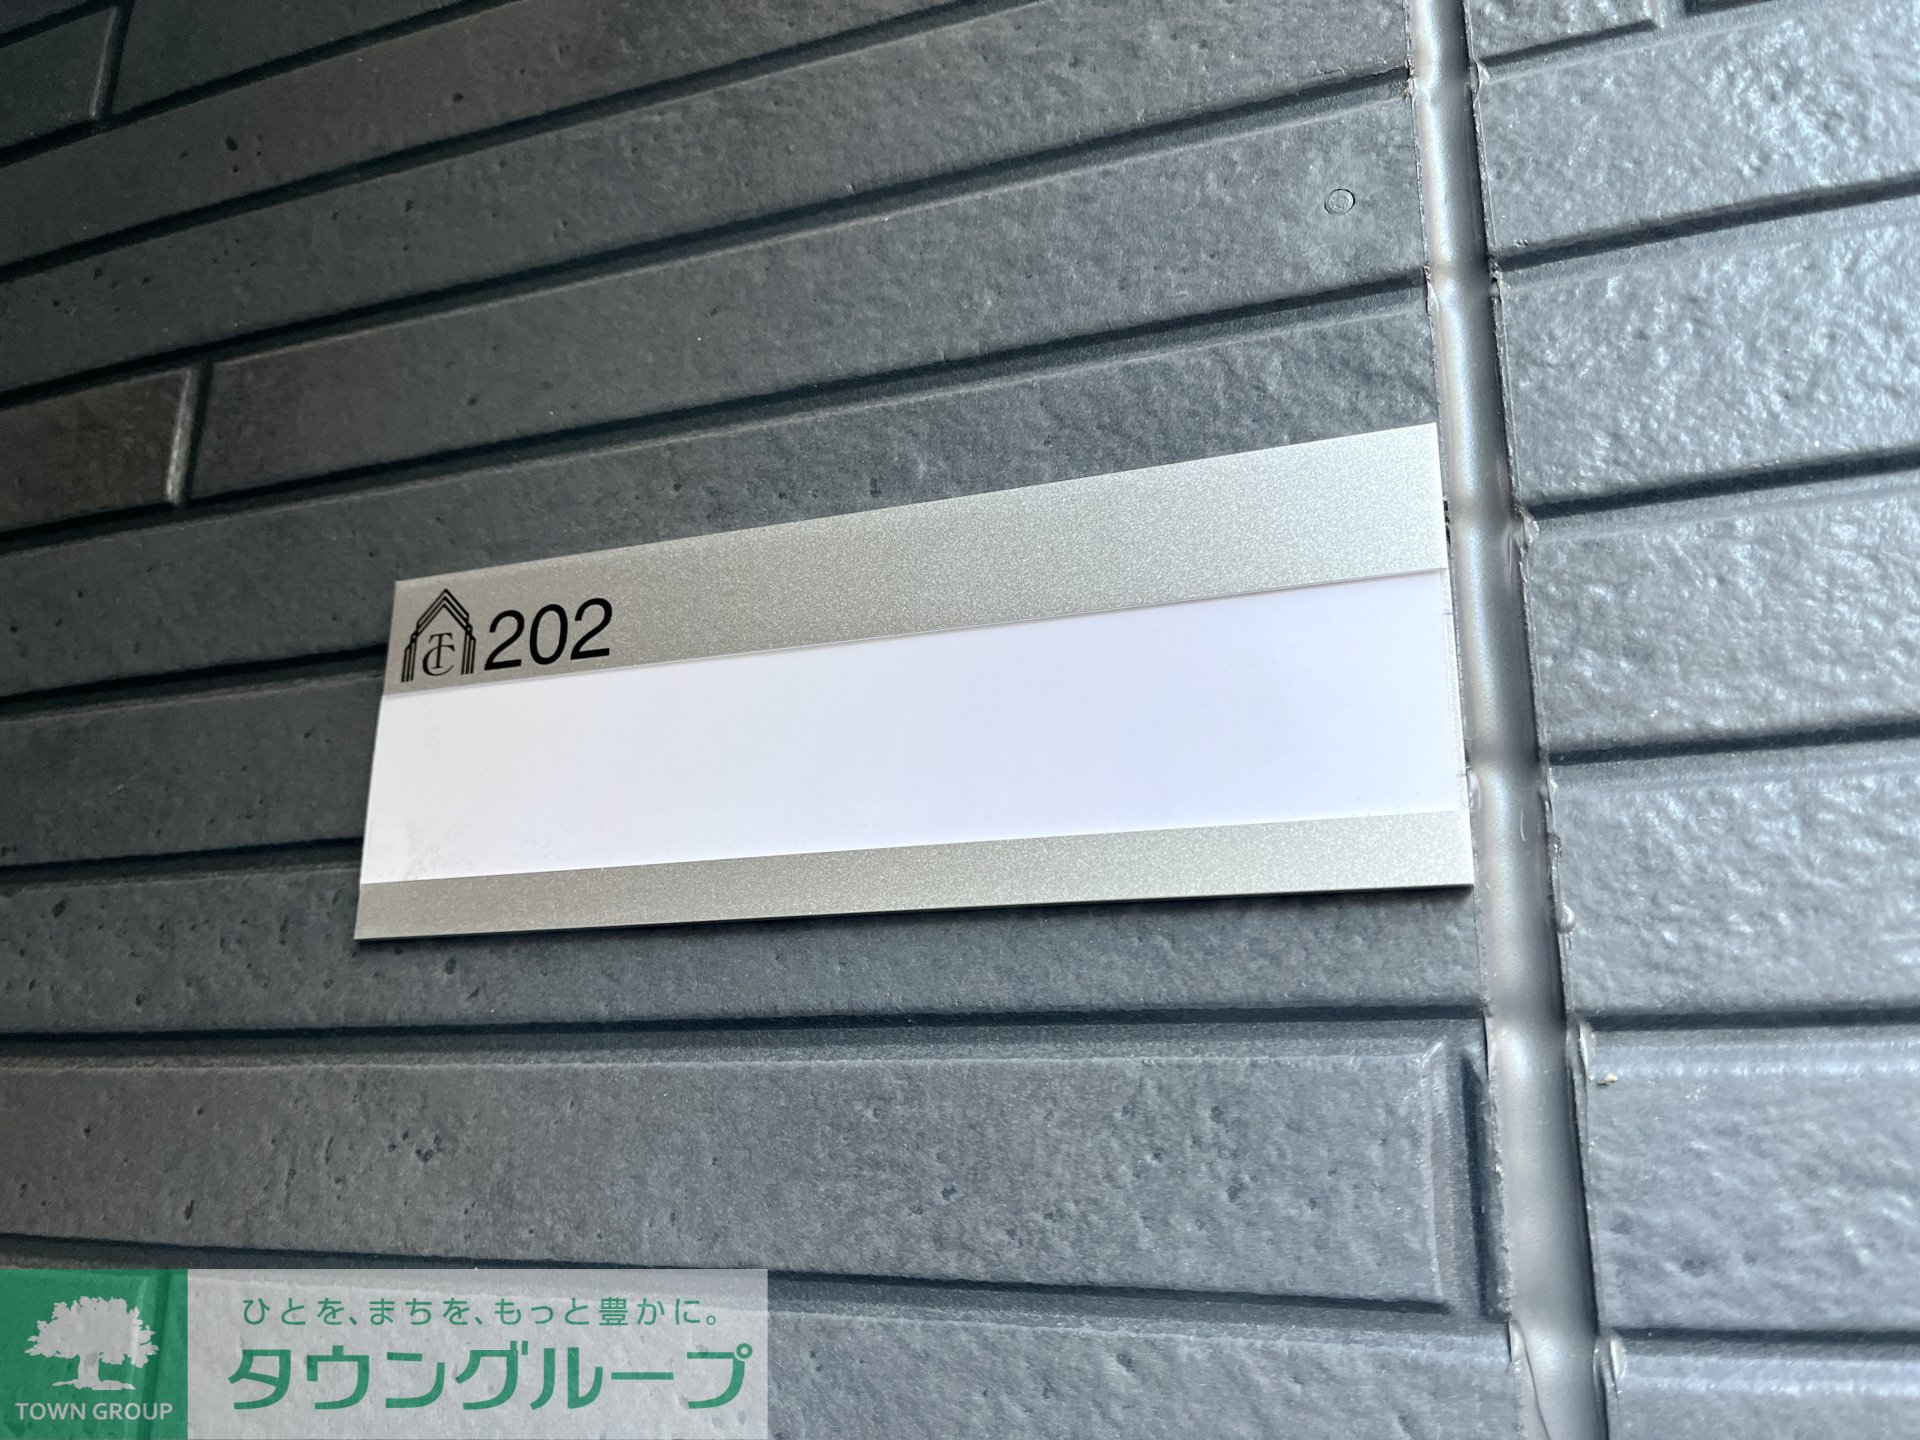 TC 202
ひとを、まちを、もっと豊かに。
タウングループ
TOWN GROUP